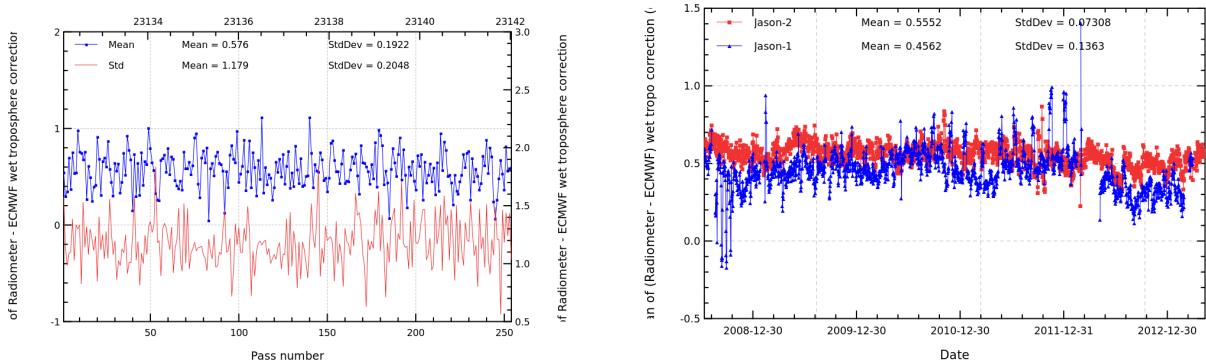 23134 23136 23138 23140 23142
2 3.0
Mean Mean = 0.576 StdDev = 0.1922
Std Mean = 1.179 StdDev = 0.2048
2.5
1 2.0
0 1.5
1.0
-1 0.5
50 100 150 200 250
Pass number
of Radiometer - ECMWF wet troposphere correction
of Radiometer - ECMWF wet troposphere correction
1.5
Jason-2 Mean = 0.5552 StdDev = 0.07308
Jason-1 Mean = 0.4562 StdDev = 0.1363
1.0
0.5
0.0
-0.5
2008-12-30 2009-12-30 2010-12-30 2011-12-31 2012-12-31
Date
an of (Radiometer - ECMWF) wet tropo correction (